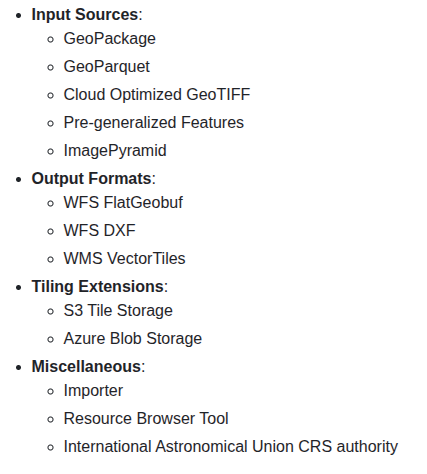 Input Sources:
GeoPackage
GeoParquet
Cloud Optimized GeoTIFF
Pre-generalized Features
ImagePyramid
Output Formats:
WFS FlatGeobuf
WFS DXF
WMS VectorTiles
Tiling Extensions:
S3 Tile Storage
Azure Blob Storage
Miscellaneous:
Importer
Resource Browser Tool
International Astronomical Union CRS authority